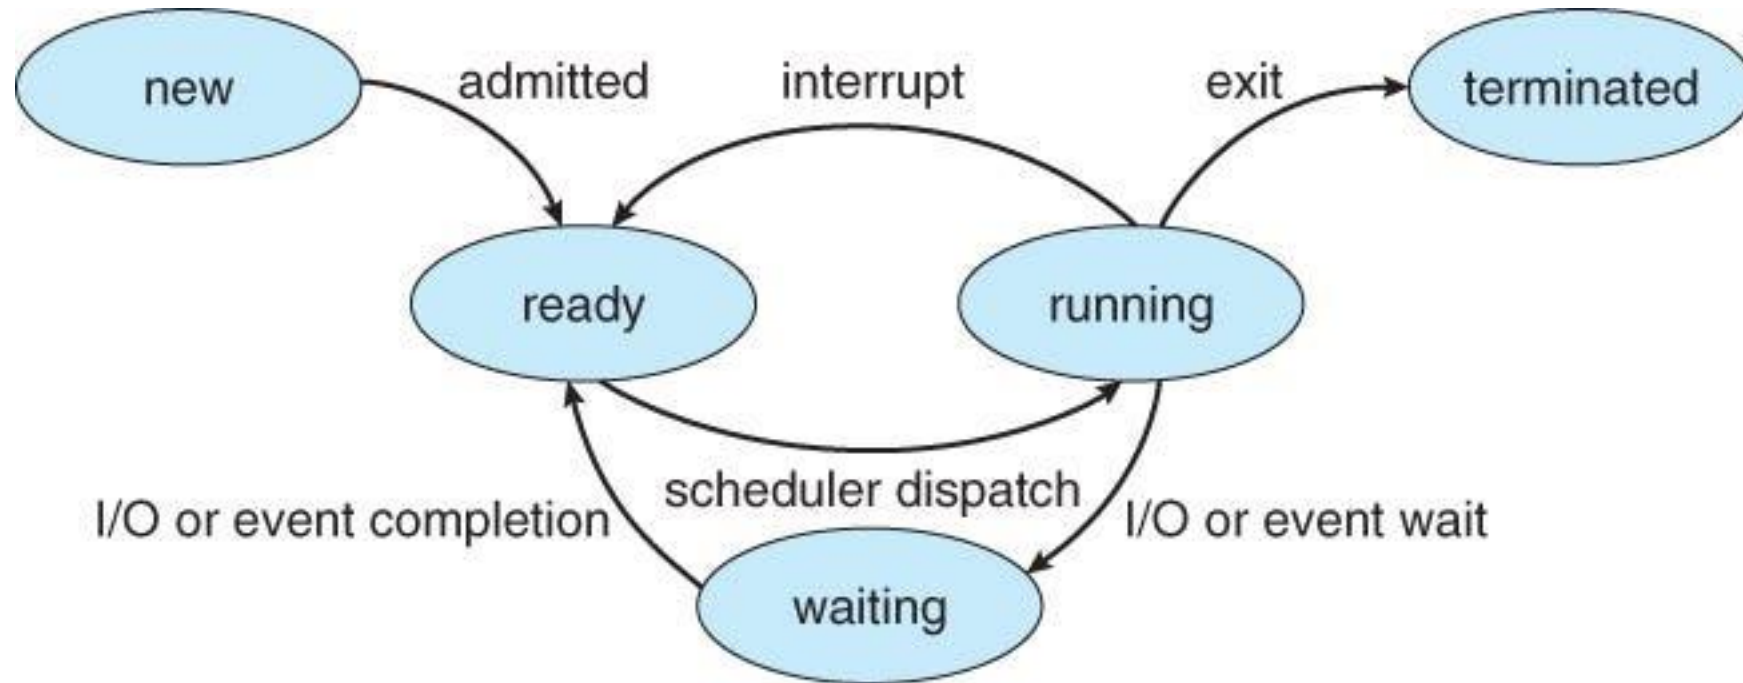 new
admitted
interrupt
exit
terminated
ready
running
I/O or event completion
scheduler dispatch
I/O or event wait
waiting